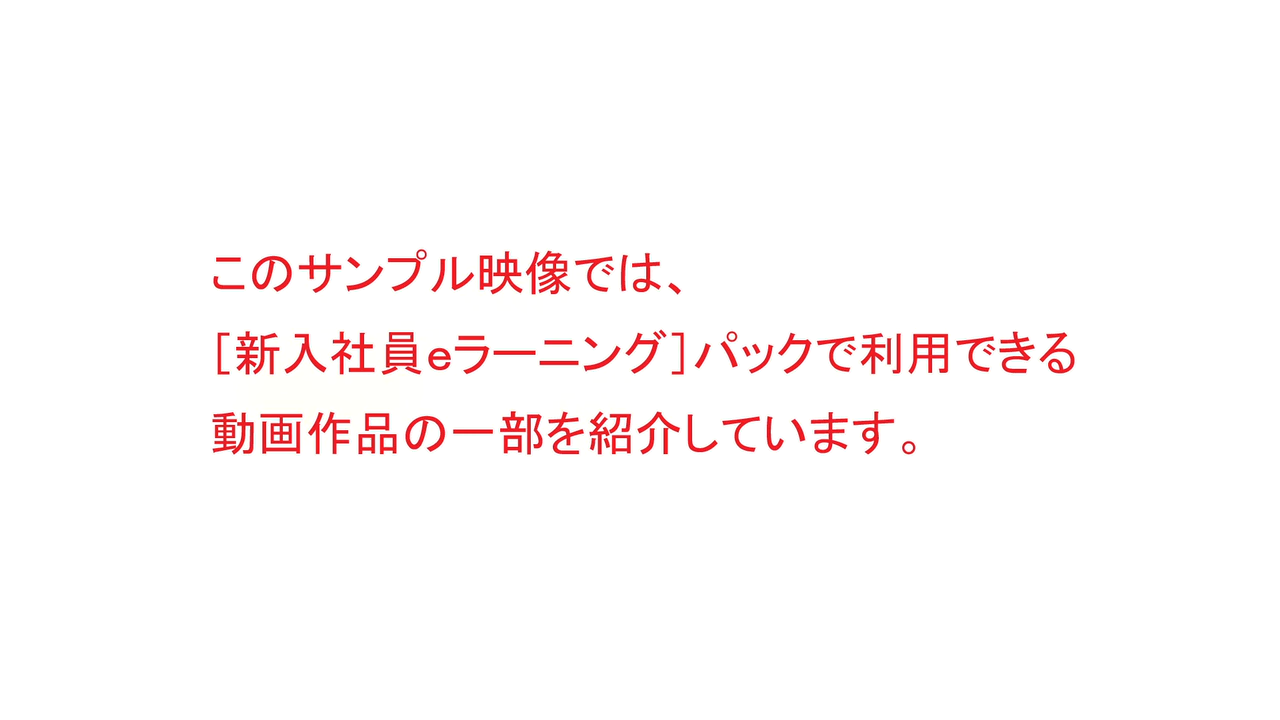 このサンプル映像では、
［新入社員ｅラーニング］パックで利用できる
動画作品の一部を紹介しています。